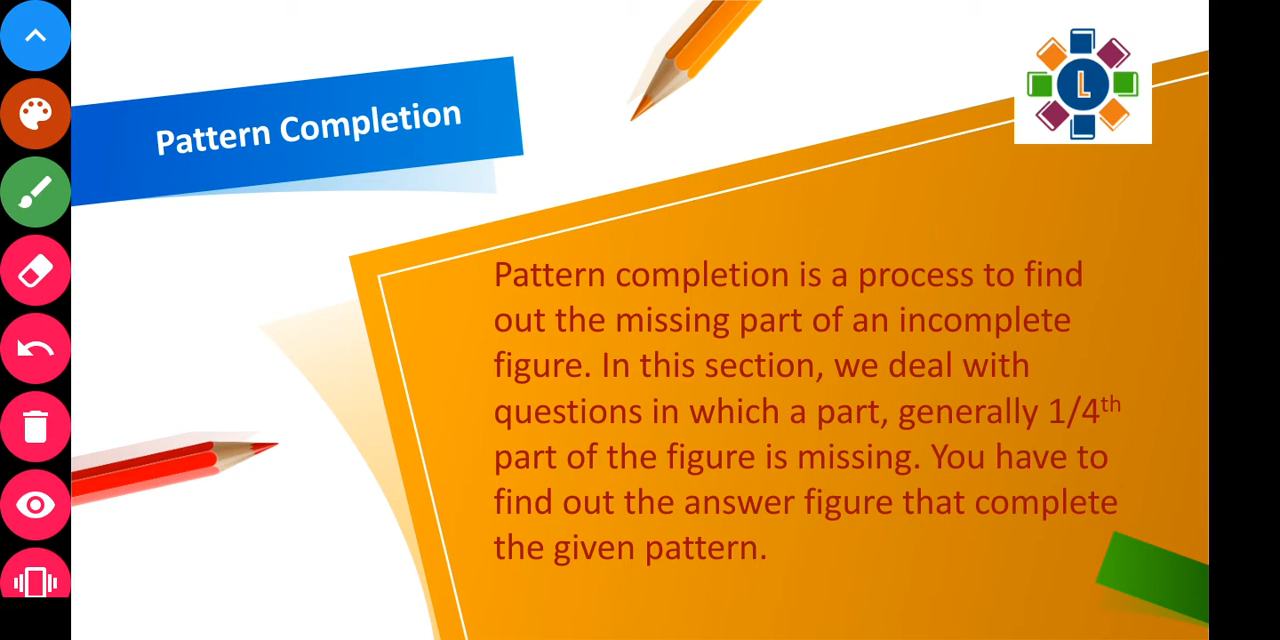 Pattern Completion
L
Pattern completion is a process to find
out the missing part of an incomplete
figure. In this section, we deal with
questions in which a part, generally 1/4th
part of the figure is missing. You have to
find out the answer figure that complete
the given pattern.